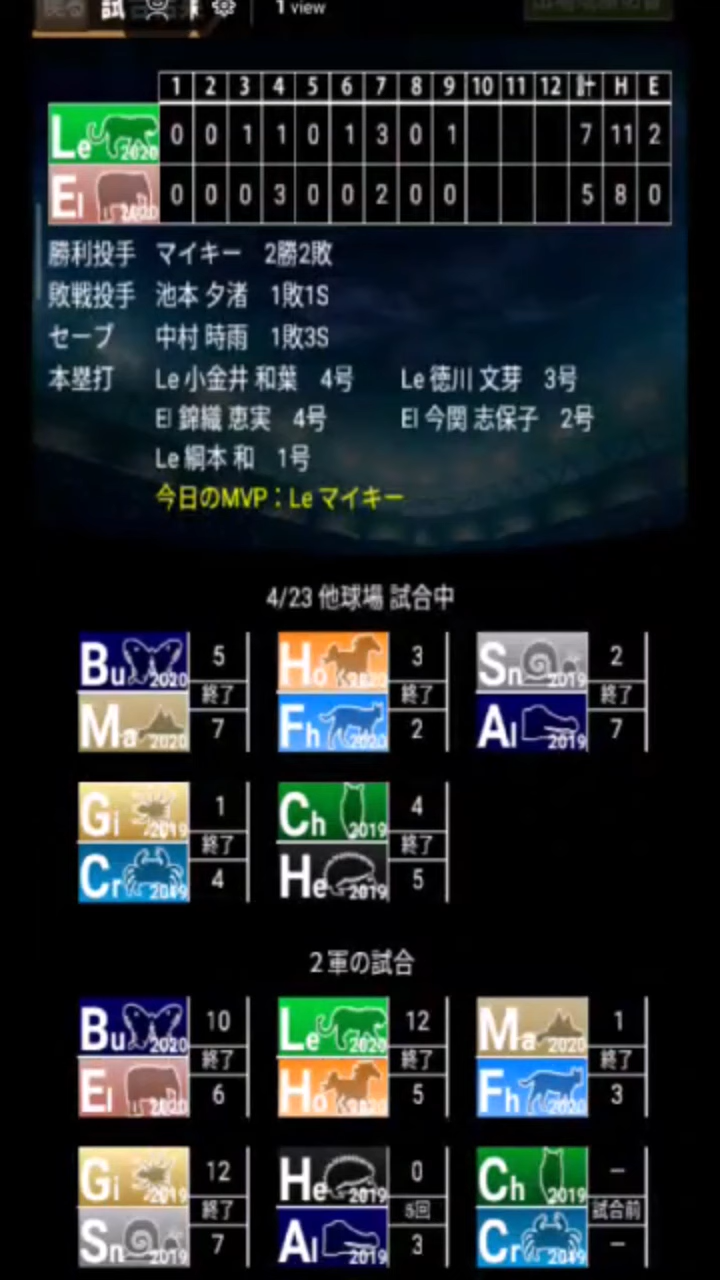 1 view
1 2 3 4 5 6 7 8 9 10 11 12 計 H E
Le 2020 0 0 1 1 0 1 3 0 1 7 11 2
El 2020 0 0 0 3 0 0 2 0 0 5 8 0
勝利投手 マイキー 2勝2敗
敗戦投手 池本 夕渚 1敗1S
セーブ 中村 時雨 1敗3S
本塁打 Le 小金井 和葉 4号 Le 徳川 文芽 3号
El 錦織 恵実 4号 El 今関 志保子 2号
Le 綱本 和 1号
今日のMVP：Le マイキー
4/23 他球場 試合中
Bu 2020 5 Ho 2020 3 Sn 2019 2
終了 終了 終了
Ma 2020 7 Fh 2020 2 Al 2019 7
Gi 2019 1 Ch 2019 4
終了 終了
Cr 2019 4 He 2019 5
２軍の試合
Bu 2020 10 Le 2020 12 Ma 2020 1
終了 終了 終了
El 2020 6 Ho 2020 5 Fh 2020 3
Gi 2019 12 He 2019 0 Ch 2019 －
終了 5回 試合前
Sn 2019 7 Al 2019 3 Cr 2019 －